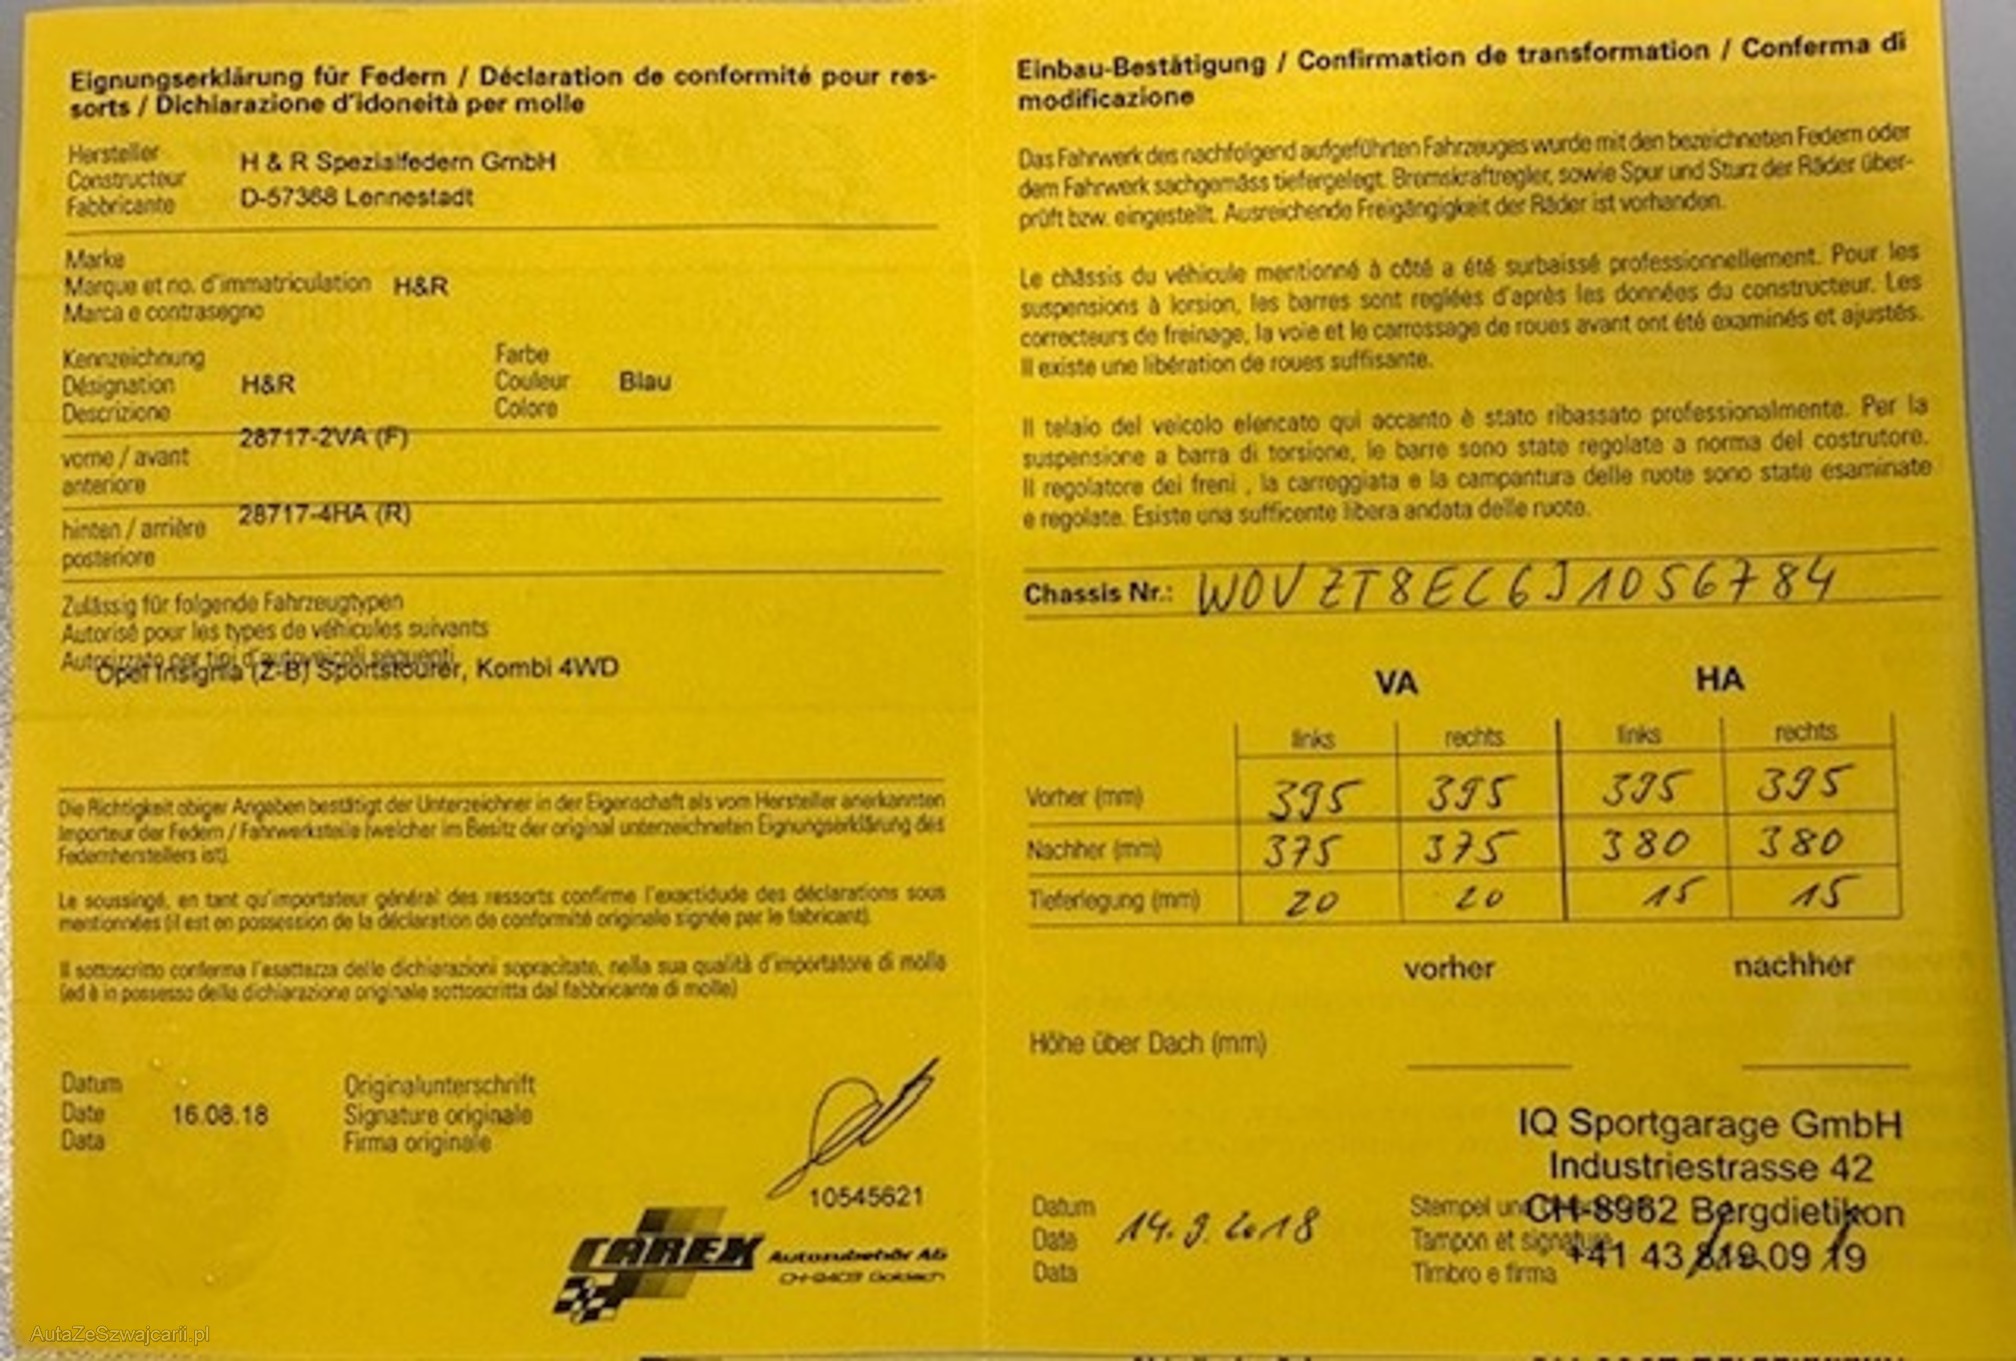 Eignungserklärung für Federn / Déclaration de conformité pour res-
sorts / Dichiarazione d'idoneità per molle
Hersteller
Constructeur
Fabbricante
H & R Spezialfedern GmbH
D-57368 Lennestadt
Marke
Marque et no. d'immatriculation H&R
Marca e contrasegno
Kennzeichnung
Désignation H&R
Descrizione
Farbe
Couleur Blau
Colore
28717-2VA (F)
vorne / avant
anteriore
28717-4HA (R)
hinten / arrière
posteriore
Zulässig für folgende Fahrzeugtypen
Autorisé pour les types de véhicules suivants
Autorizzato per tipi d'autoveicoli seguenti
Opel Insignia (Z-B) Sportstourer, Kombi 4WD
Die Richtigkeit obiger Angaben bestätigt der Unterzeichner in der Eigenschaft als vom Hersteller anerkannten
Importeur der Federn / Fahrwerksteile (welcher im Besitz der original unterzeichneten Eignungserklärung des
Federnherstellers ist).
Le soussingé, en tant qu'importateur général des ressorts confirme l'exactidude des déclarations sous
mentionnées (il est en possession de la déclaration de conformité originale signée par le fabricant).
Il sottoscritto conferma l'esattezza delle dichiarazioni sopracitate, nella sua qualità d'importatore di molle
(ed è in possesso della dichiarazione originale sottoscritta dal fabbricante di molle)
Datum
Date 16.08.18
Data
Originalunterschrift
Signature originale
Firma originale
10545621
CAREX Autozubehör AG
CH-9403 Goldach
Einbau-Bestätigung / Confirmation de transformation / Conferma di
modificazione
Das Fahrwerk des nachfolgend aufgeführten Fahrzeuges wurde mit den bezeichneten Federn oder
dem Fahrwerk sachgemäss tiefergelegt. Bremskraftregler, sowie Spur und Sturz der Räder über-
prüft bzw. eingestellt. Ausreichende Freigängigkeit der Räder ist vorhanden.
Le châssis du véhicule mentionné à côté a été surbaissé professionnellement. Pour les
suspensions à torsion, les barres sont reglées d'après les données du constructeur. Les
correcteurs de freinage, la voie et le carrossage de roues avant ont été examinés et ajustés.
Il existe une libération de roues suffisante.
Il telaio del veicolo elencato qui accanto è stato ribassato professionalmente. Per la
suspensione a barra di torsione, le barre sono state regolate a norma del costrutore.
Il regolatore dei freni , la carreggiata e la campantura delle ruote sono state esaminate
e regolate. Esiste una sufficente libera andata delle ruote.
Chassis Nr.: W0VZT8EC6J1056784
VA HA
links rechts links rechts
Vorher (mm) 395 395 395 395
Nachher (mm) 375 375 380 380
Tieferlegung (mm) 20 20 15 15
vorher nachher
Höhe über Dach (mm)
IQ Sportgarage GmbH
Industriestrasse 42
CH-8962 Bergdietikon
+41 43 819 09 19
Datum
Date 14.9.2018
Data
Stempel und
Tampon et signature
Timbro e firma
AutaZeSzwajcarii.pl